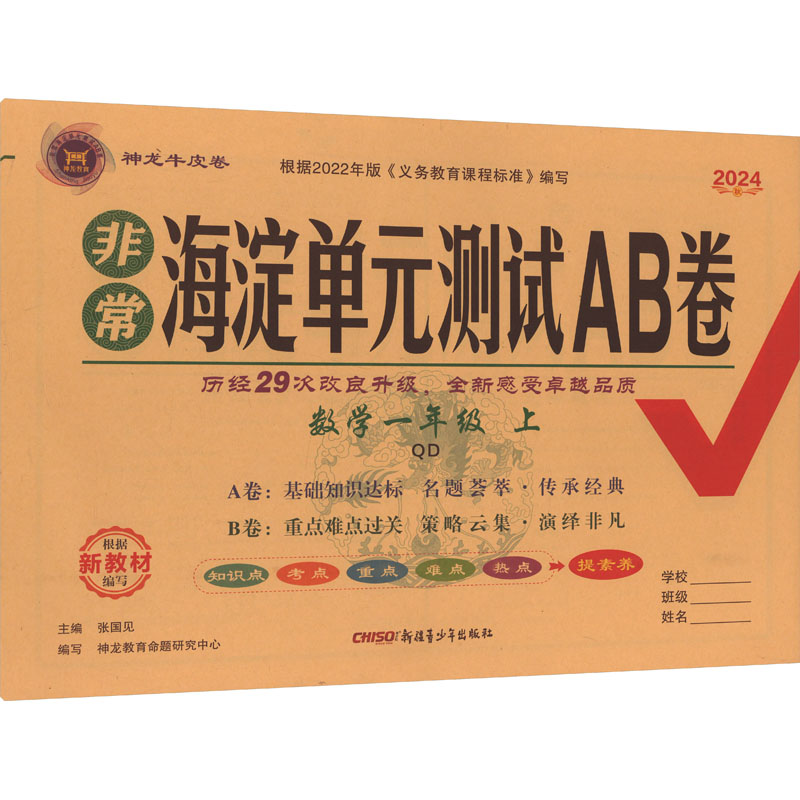 神龙教育
神龙牛皮卷
根据2022年版《义务教育课程标准》编写
2024
秋
非常
海淀单元测试AB卷
历经29次改良升级，全新感受卓越品质
数学一年级 上
QD
A卷：基础知识达标 名题荟萃·传承经典
B卷：重点难点过关 策略云集·演绎非凡
根据
新教材
编写
知识点 考点 重点 难点 热点 提素养
学校
班级
姓名
主编 张国见
编写 神龙教育命题研究中心
CHISO 新疆青少年出版社